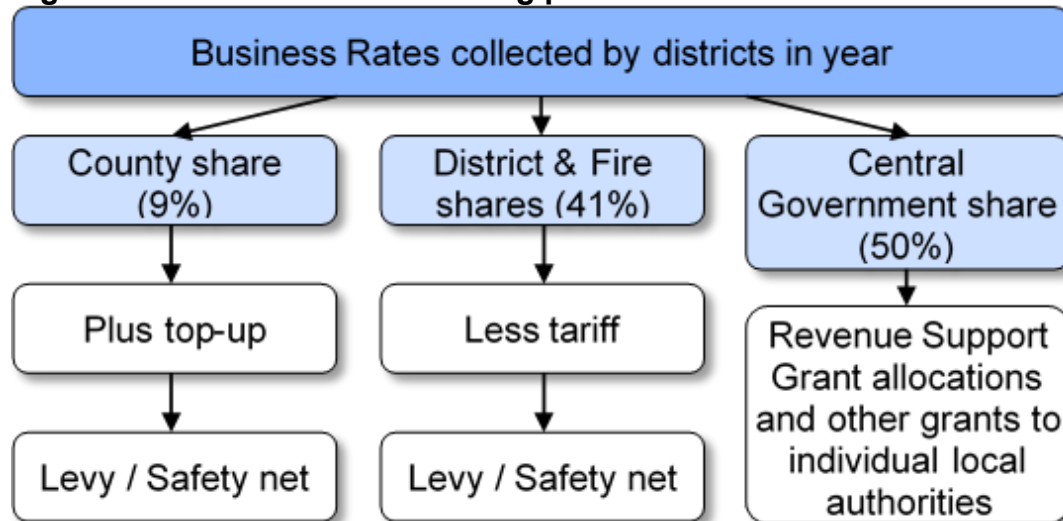 Business Rates collected by districts in year
County share
(9%)
District & Fire
shares (41%)
Central
Government share
(50%)
Plus top-up
Less tariff
Revenue Support
Grant allocations
and other grants to
individual local
authorities
Levy / Safety net
Levy / Safety net